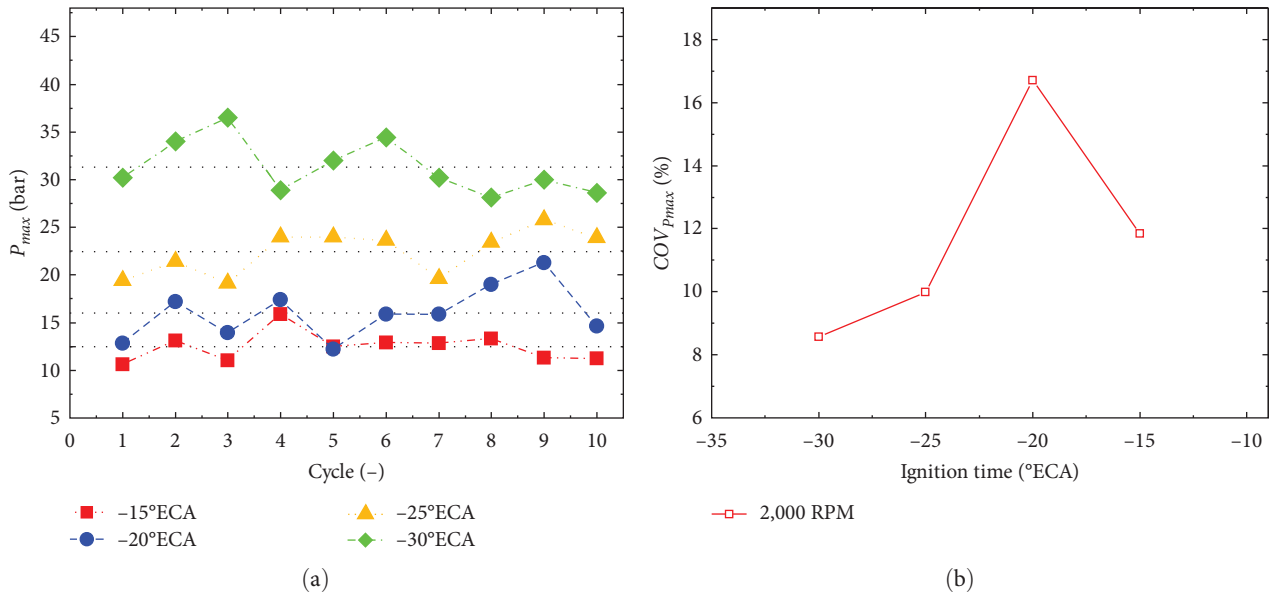 45
40
35
30
25
20
15
10
5
P_max (bar)
0 1 2 3 4 5 6 7 8 9 10
Cycle (–)
–15°ECA
–20°ECA
–25°ECA
–30°ECA
(a)
18
16
14
12
10
8
6
COV_Pmax (%)
–35 –30 –25 –20 –15 –10
Ignition time (°ECA)
2,000 RPM
(b)